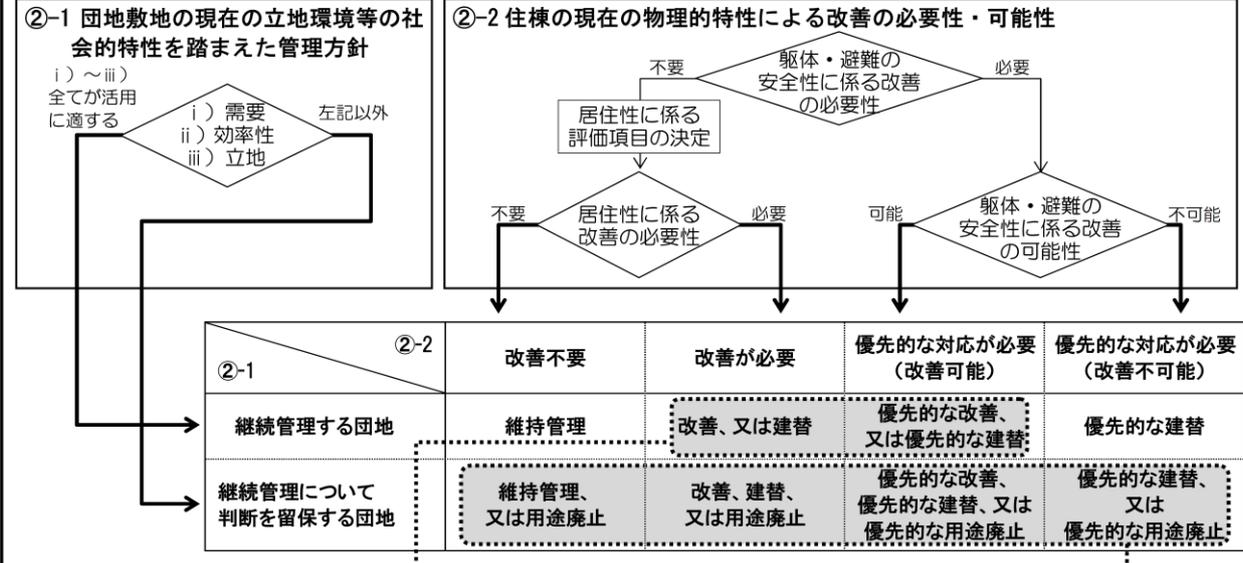 ②-1 団地敷地の現在の立地環境等の社
会的特性を踏まえた管理方針
ⅰ）～ⅲ）
全てが活用
に適する
ⅰ）需要
ⅱ）効率性
ⅲ）立地
左記以外
②-2 住棟の現在の物理的特性による改善の必要性・可能性
不要
躯体・避難の
安全性に係る改善
の必要性
必要
居住性に係る
評価項目の決定
不要
居住性に係る
改善の必要性
必要
可能
躯体・避難の
安全性に係る改善
の可能性
不可能
②-2
②-1
改善不要
改善が必要
優先的な対応が必要
（改善可能）
優先的な対応が必要
（改善不可能）
継続管理する団地
維持管理
改善、又は建替
優先的な改善、
又は優先的な建替
優先的な建替
継続管理について
判断を留保する団地
維持管理、
又は用途廃止
改善、建替、
又は用途廃止
優先的な改善、
優先的な建替、又は
優先的な用途廃止
優先的な建替、
又は
優先的な用途廃止